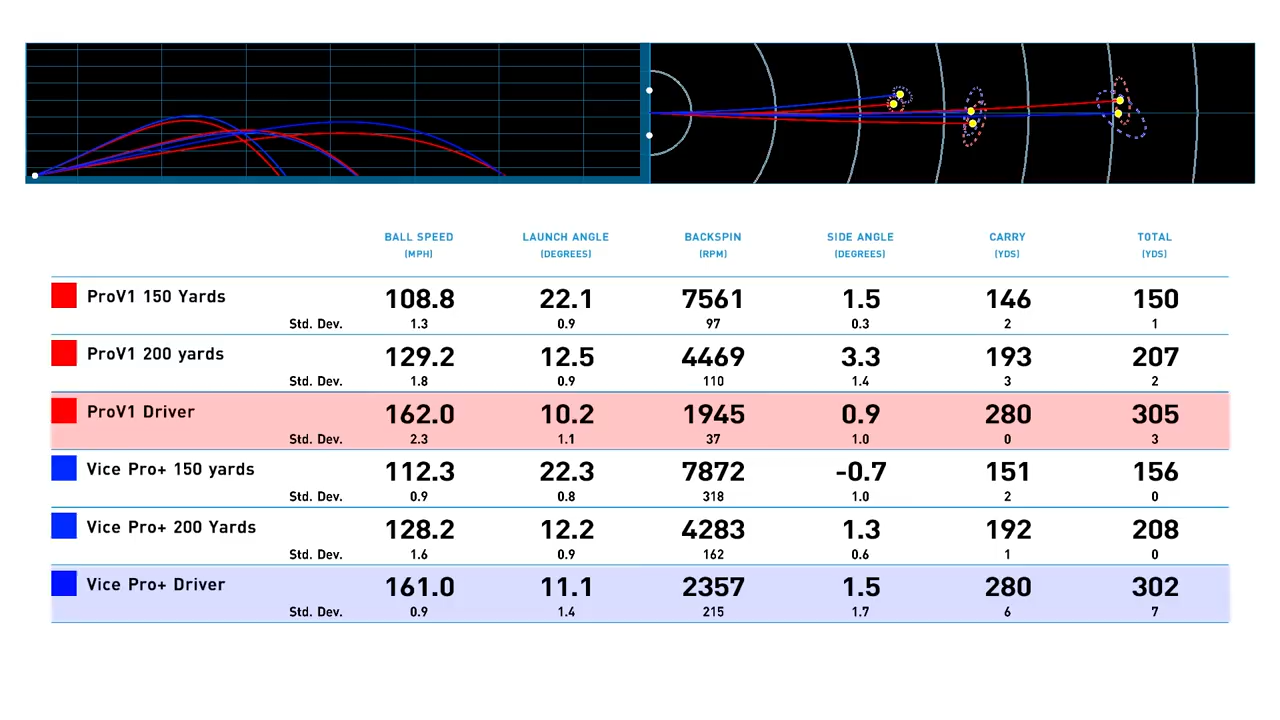 BALL SPEED LAUNCH ANGLE BACKSPIN SIDE ANGLE CARRY TOTAL
(MPH) (DEGREES) (RPM) (DEGREES) (YDS) (YDS)
ProV1 150 Yards 108.8 22.1 7561 1.5 146 150
Std. Dev. 1.3 0.9 97 0.3 2 1
ProV1 200 yards 129.2 12.5 4469 3.3 193 207
Std. Dev. 1.8 0.9 110 1.4 3 2
ProV1 Driver 162.0 10.2 1945 0.9 280 305
Std. Dev. 2.3 1.1 37 1.0 0 3
Vice Pro+ 150 yards 112.3 22.3 7872 -0.7 151 156
Std. Dev. 0.9 0.8 318 1.0 2 0
Vice Pro+ 200 Yards 128.2 12.2 4283 1.3 192 208
Std. Dev. 1.6 0.9 162 0.6 1 0
Vice Pro+ Driver 161.0 11.1 2357 1.5 280 302
Std. Dev. 0.9 1.4 215 1.7 6 7